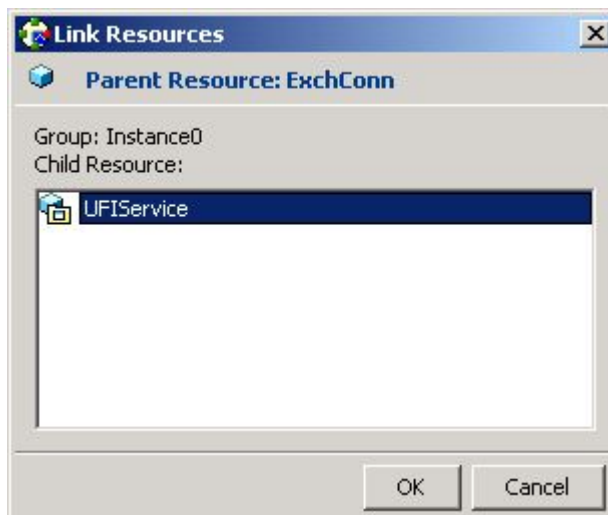 Link Resources
Parent Resource: ExchConn
Group: Instance0
Child Resource:
UFIService
OK Cancel